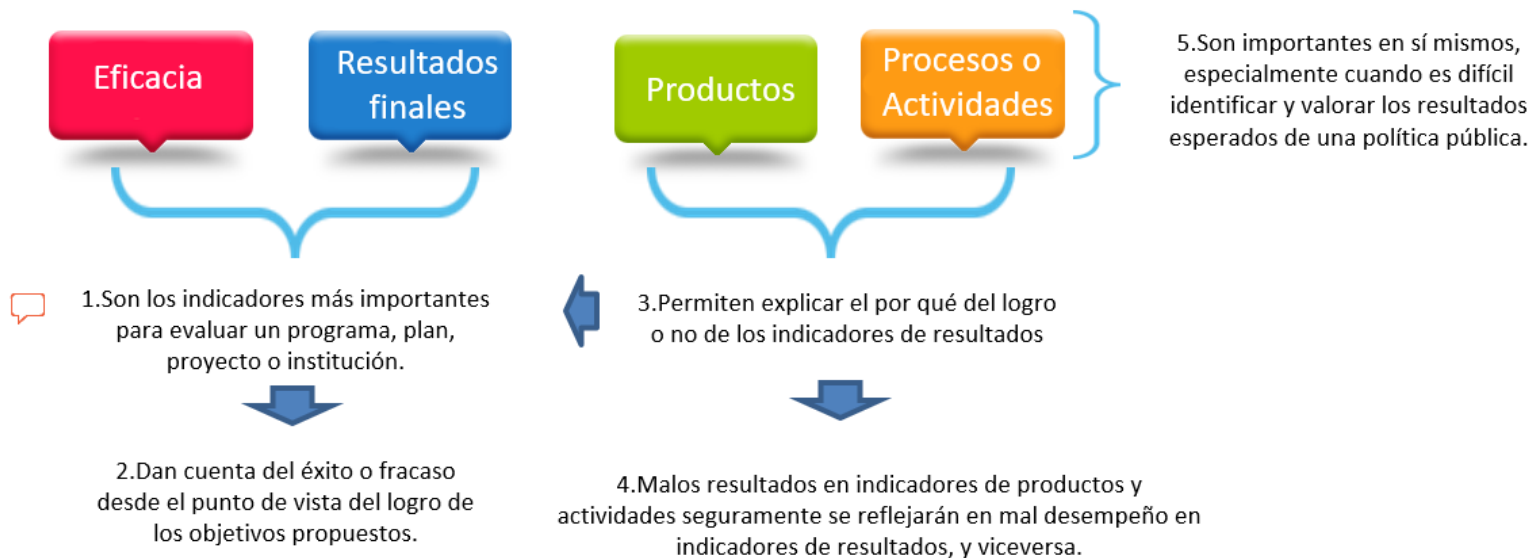 Eficacia
Resultados
finales
Productos
Procesos o
Actividades
5.Son importantes en sí mismos,
especialmente cuando es difícil
identificar y valorar los resultados
esperados de una política pública.
1.Son los indicadores más importantes
para evaluar un programa, plan,
proyecto o institución.
3.Permiten explicar el por qué del logro
o no de los indicadores de resultados
2.Dan cuenta del éxito o fracaso
desde el punto de vista del logro de
los objetivos propuestos.
4.Malos resultados en indicadores de productos y
actividades seguramente se reflejarán en mal desempeño en
indicadores de resultados, y viceversa.